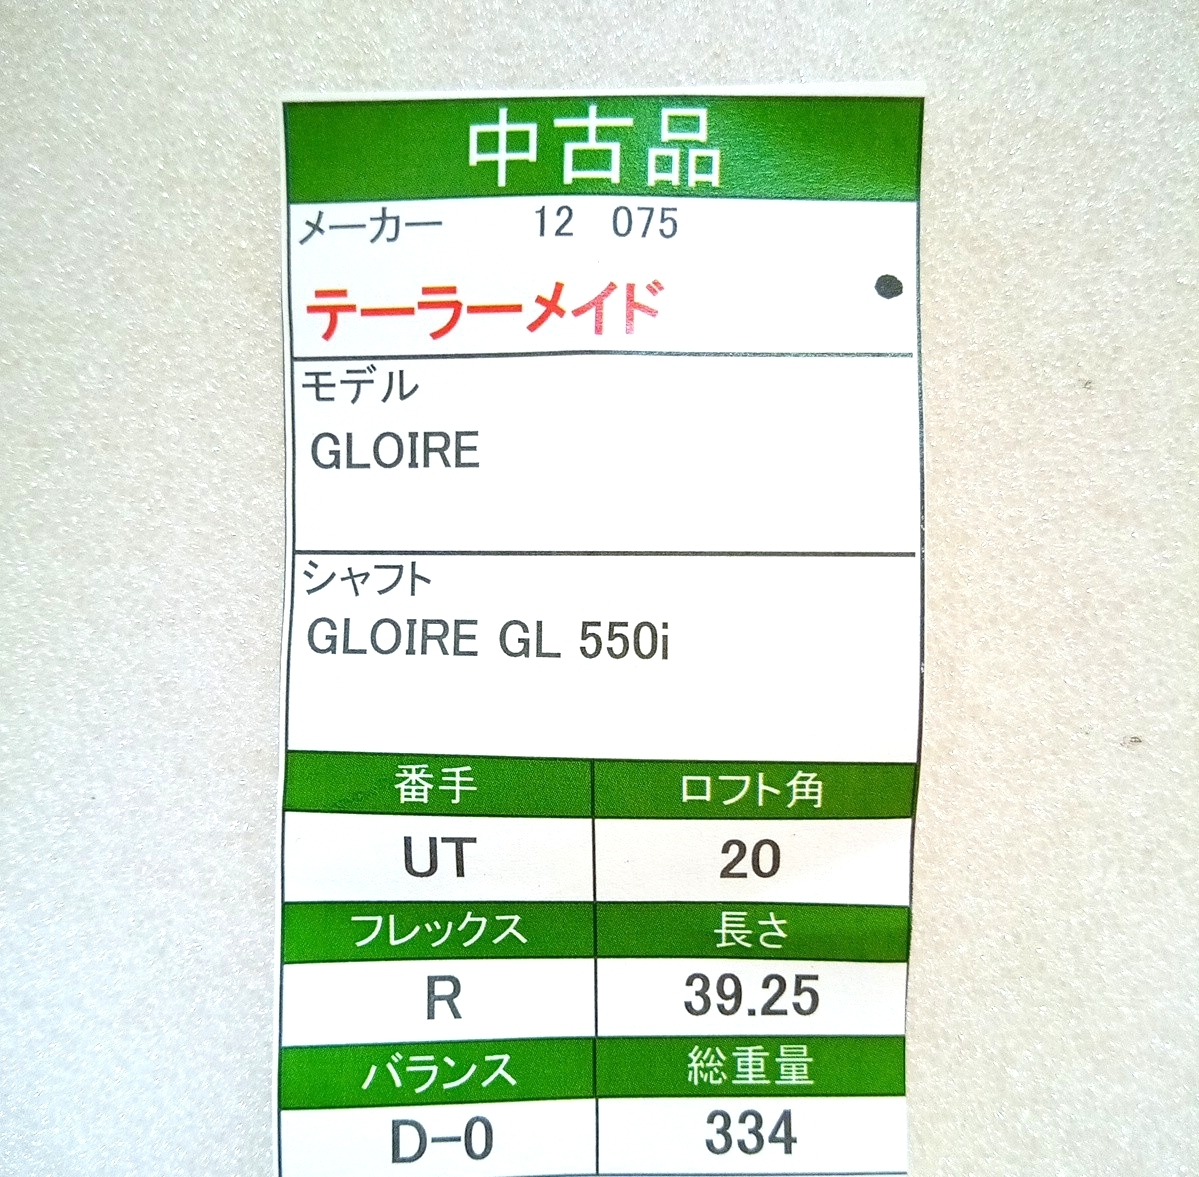 中古品
メーカー 12 075
テーラーメイド
モデル
GLOIRE
シャフト
GLOIRE GL 550i
番手 ロフト角
UT 20
フレックス 長さ
R 39.25
バランス 総重量
D-0 334